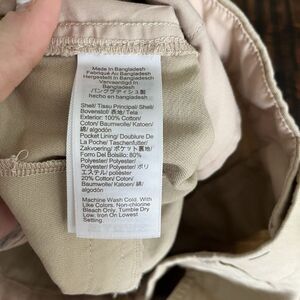 Made In Bangladesh
Fabriqué Au Bangladesh
Hergestellt In Bangladesh
Vervaardigd In
Bangladesh
バングラディシュ製
hecho en bangladesh
Shell/ Tissu Principal/ Shell/
Bovenstof/ 表地/ Tela
Exterior: 100% Cotton/
Coton/ Baumwolle/ Katoen/
綿/ algodón
Pocket Lining/ Doublure De
La Poche/ Taschenfutter/
Zakvoering/ ポケット裏地/
Forro Del Bolsillo: 80%
Polyester/ Polyester/
Polyester/ Polyester/ ポリ
エステル/ poliéster
20% Cotton/ Coton/
Baumwolle/ Katoen/ 綿/
algodón
Machine Wash Cold. With
Like Colors. Non-chlorine
Bleach Only. Tumble Dry
Low. Iron On Lowest
Setting.